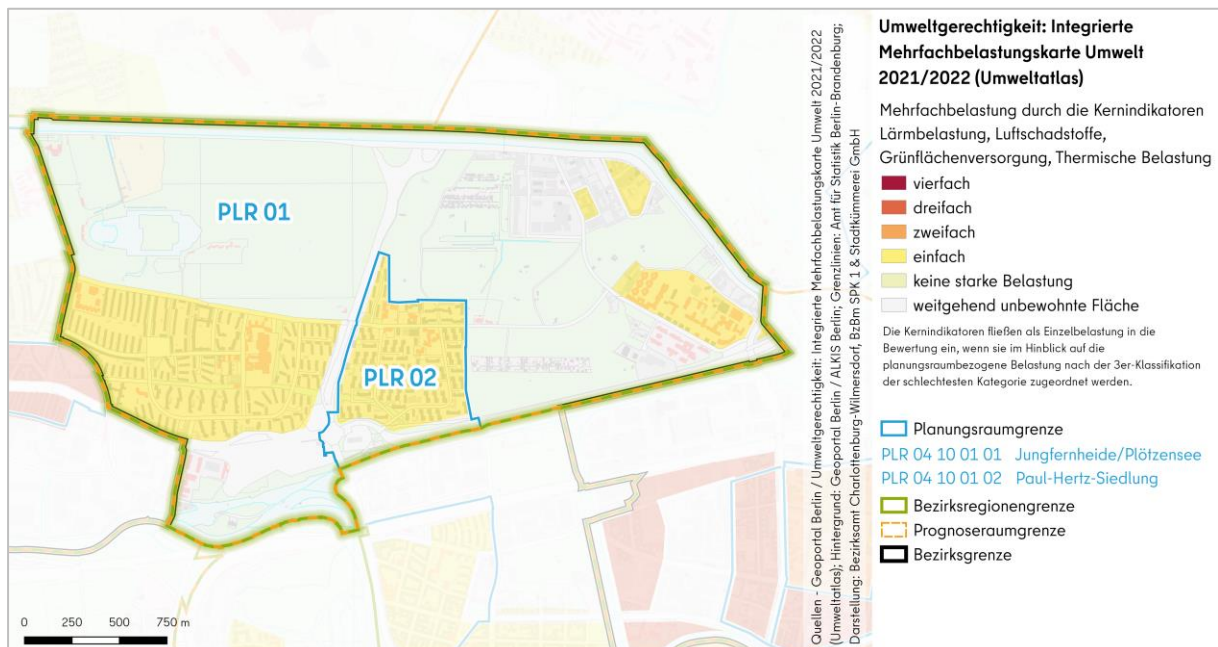 Umweltgerechtigkeit: Integrierte
Mehrfachbelastungskarte Umwelt
2021/2022 (Umweltatlas)
Mehrfachbelastung durch die Kernindikatoren
Lärmbelastung, Luftschadstoffe,
Grünflächenversorgung, Thermische Belastung
vierfach
dreifach
zweifach
einfach
keine starke Belastung
weitgehend unbewohnte Fläche
Die Kernindikatoren fließen als Einzelbelastung in die
Bewertung ein, wenn sie im Hinblick auf die
planungsraumbezogene Belastung nach der 3er-Klassifikation
der schlechtesten Kategorie zugeordnet werden.
Planungsraumgrenze
PLR 04 10 01 01 Jungfernheide/Plötzensee
PLR 04 10 01 02 Paul-Hertz-Siedlung
Bezirksregionengrenze
Prognoseraumgrenze
Bezirksgrenze
PLR 01
PLR 02
0 250 500 750 m
Quellen - Geoportal Berlin / Umweltgerechtigkeit: Integrierte Mehrfachbelastungskarte Umwelt 2021/2022
(Umweltatlas); Hintergrund: Geoportal Berlin / ALKIS Berlin; Grenzlinien: Amt für Statistik Berlin-Brandenburg;
Darstellung: Bezirksamt Charlottenburg-Wilmersdorf, BzBm SPK 1 & Stadtkümmerei GmbH